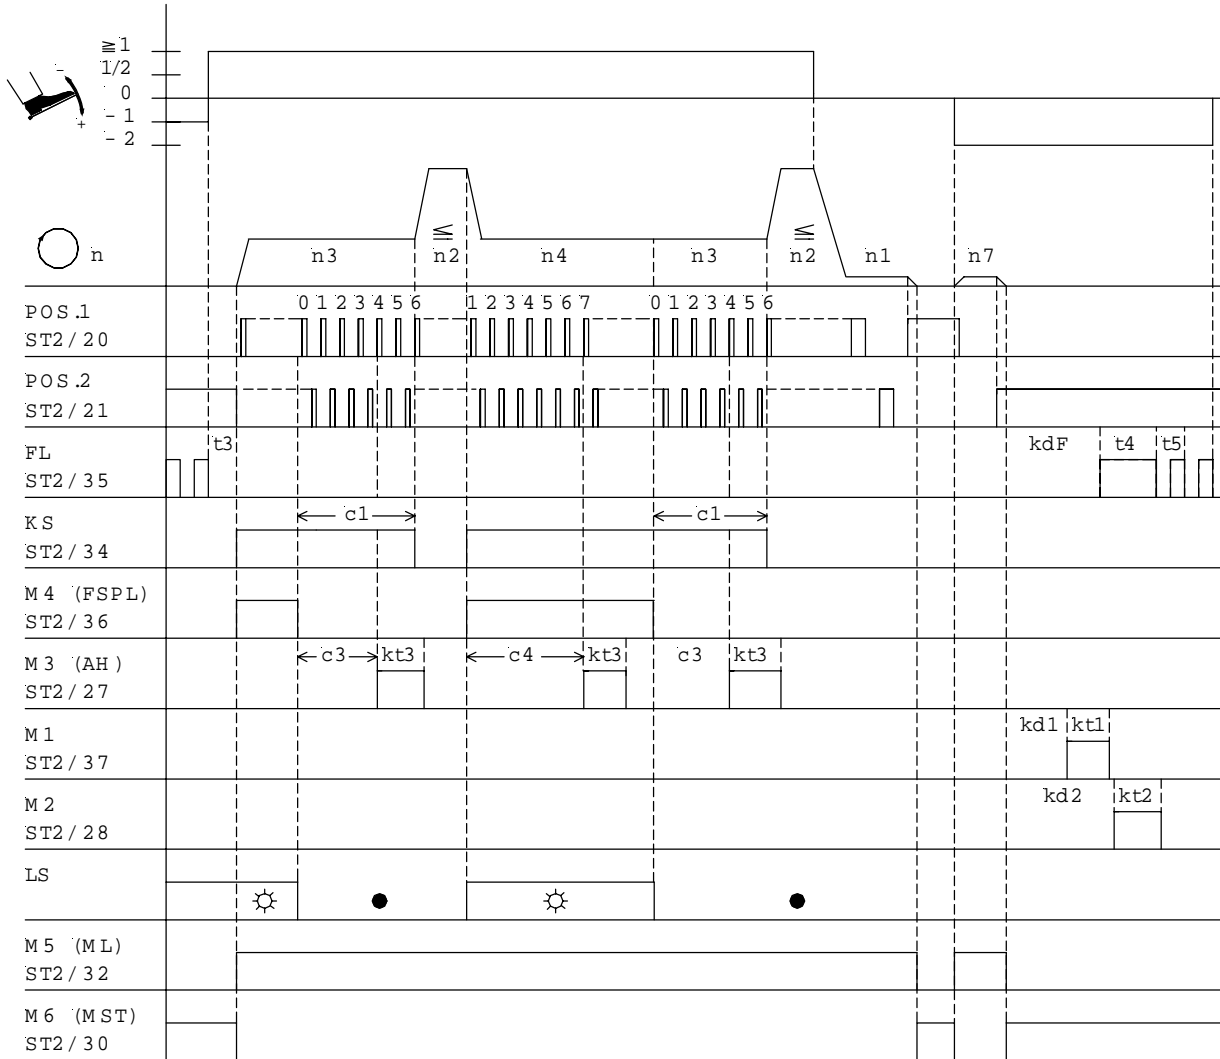 ≧1
1/2
0
-1
-2
- +
n
n3 ≦ n2 n4 n3 ≦ n2 n1 n7
POS.1
ST2/20
0 1 2 3 4 5 6 1 2 3 4 5 6 7 0 1 2 3 4 5 6
POS.2
ST2/21
FL
ST2/35
t3 kdF t4 t5
KS
ST2/34
c1 c1
M4 (FSPL)
ST2/36
M3 (AH)
ST2/27
c3 kt3 c4 kt3 c3 kt3
M1
ST2/37
kd1 kt1
M2
ST2/28
kd2 kt2
LS
M5 (ML)
ST2/32
M6 (MST)
ST2/30